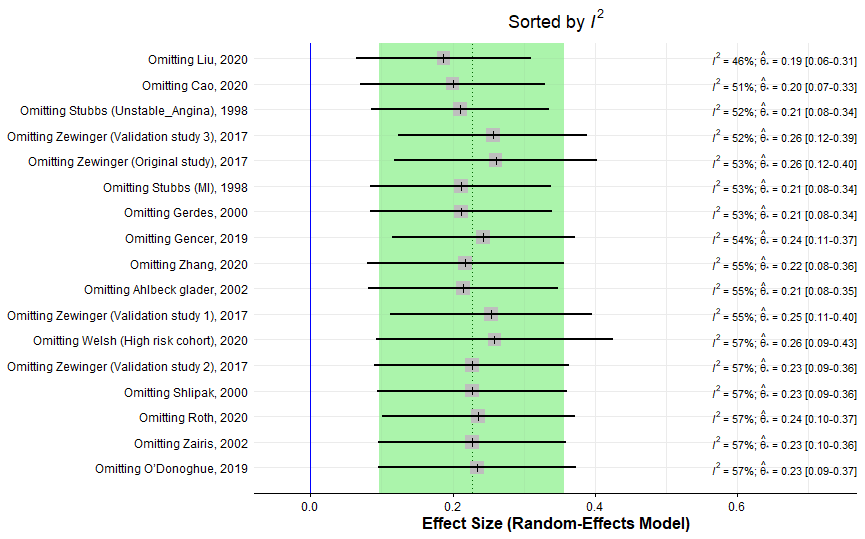 Sorted by I²
Omitting Liu, 2020 I² = 46%; θ̂* = 0.19 [0.06-0.31]
Omitting Cao, 2020 I² = 51%; θ̂* = 0.20 [0.07-0.33]
Omitting Stubbs (Unstable_Angina), 1998 I² = 52%; θ̂* = 0.21 [0.08-0.34]
Omitting Zewinger (Validation study 3), 2017 I² = 52%; θ̂* = 0.26 [0.12-0.39]
Omitting Zewinger (Original study), 2017 I² = 53%; θ̂* = 0.26 [0.12-0.40]
Omitting Stubbs (MI), 1998 I² = 53%; θ̂* = 0.21 [0.08-0.34]
Omitting Gerdes, 2000 I² = 53%; θ̂* = 0.21 [0.08-0.34]
Omitting Gencer, 2019 I² = 54%; θ̂* = 0.24 [0.11-0.37]
Omitting Zhang, 2020 I² = 55%; θ̂* = 0.22 [0.08-0.36]
Omitting Ahlbeck glader, 2002 I² = 55%; θ̂* = 0.21 [0.08-0.35]
Omitting Zewinger (Validation study 1), 2017 I² = 55%; θ̂* = 0.25 [0.11-0.40]
Omitting Welsh (High risk cohort), 2020 I² = 57%; θ̂* = 0.26 [0.09-0.43]
Omitting Zewinger (Validation study 2), 2017 I² = 57%; θ̂* = 0.23 [0.09-0.36]
Omitting Shlipak, 2000 I² = 57%; θ̂* = 0.23 [0.09-0.36]
Omitting Roth, 2020 I² = 57%; θ̂* = 0.24 [0.10-0.37]
Omitting Zairis, 2002 I² = 57%; θ̂* = 0.23 [0.10-0.36]
Omitting O'Donoghue, 2019 I² = 57%; θ̂* = 0.23 [0.09-0.37]
0.0 0.2 0.4 0.6
Effect Size (Random-Effects Model)